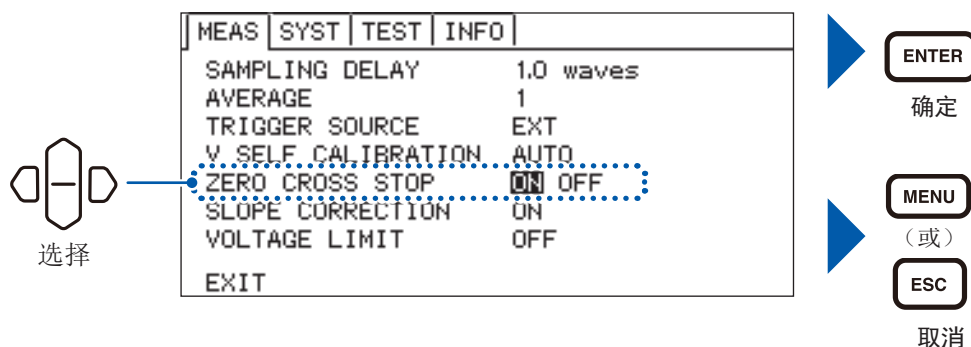 MEAS SYST TEST INFO
SAMPLING DELAY 1.0 waves
AVERAGE 1
TRIGGER SOURCE EXT
V SELF CALIBRATION AUTO
ZERO CROSS STOP ON OFF
SLOPE CORRECTION ON
VOLTAGE LIMIT OFF
EXIT
选择
ENTER
确定
MENU
（或）
ESC
取消